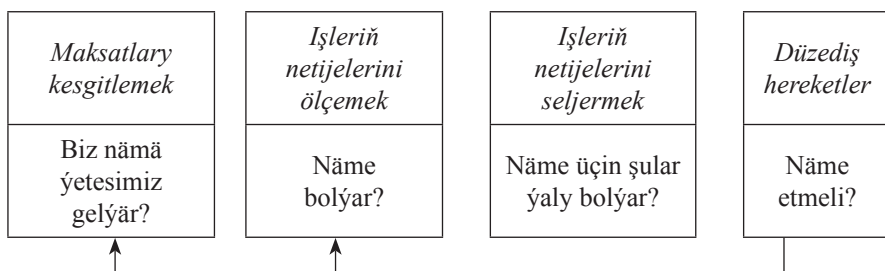 Maksatlary
kesgitlemek
Biz nämä
ýetesimiz
gelýär?
Işleriň
netijelerini
ölçemek
Näme
bolýar?
Işleriň
netijelerini
seljermek
Näme üçin şular
ýaly bolýar?
Düzediş
hereketler
Näme
etmeli?